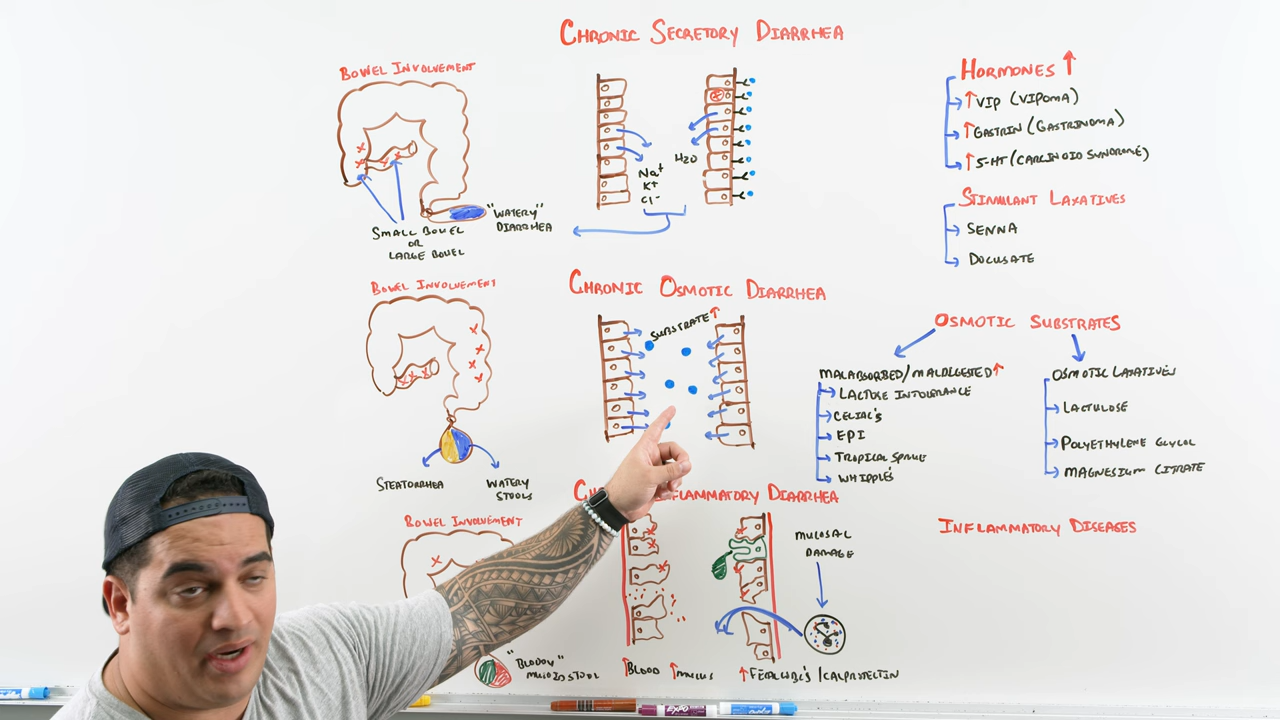 CHRONIC SECRETORY DIARRHEA
BOWEL INVOLVEMENT
SMALL BOWEL
OR
LARGE BOWEL
"WATERY"
DIARRHEA
Na+
K+
Cl-
H2O
HORMONES ↑
↑ VIP (VIPOMA)
↑ GASTRIN (GASTRINOMA)
↑ 5-HT (CARCINOID SYNDROME)
STIMULANT LAXATIVES
SENNA
DOCUSATE
CHRONIC OSMOTIC DIARRHEA
BOWEL INVOLVEMENT
STEATORRHEA
WATERY
STOOLS
SUBSTRATE ↑
OSMOTIC SUBSTRATES
MALABSORBED/MALDIGESTED ↑
LACTOSE INTOLERANCE
CELIAC'S
EPI
TROPICAL SPRUE
WHIPPLE'S
OSMOTIC LAXATIVES
LACTULOSE
POLYETHYLENE GLYCOL
MAGNESIUM CITRATE
INFLAMMATORY DIARRHEA
BOWEL INVOLVEMENT
"BLOODY"
MUCOID STOOL
MUCOSAL
DAMAGE
↑ BLOOD ↑ MUCUS ↑ FECAL WBC'S / CALPROTECTIN
INFLAMMATORY DISEASES